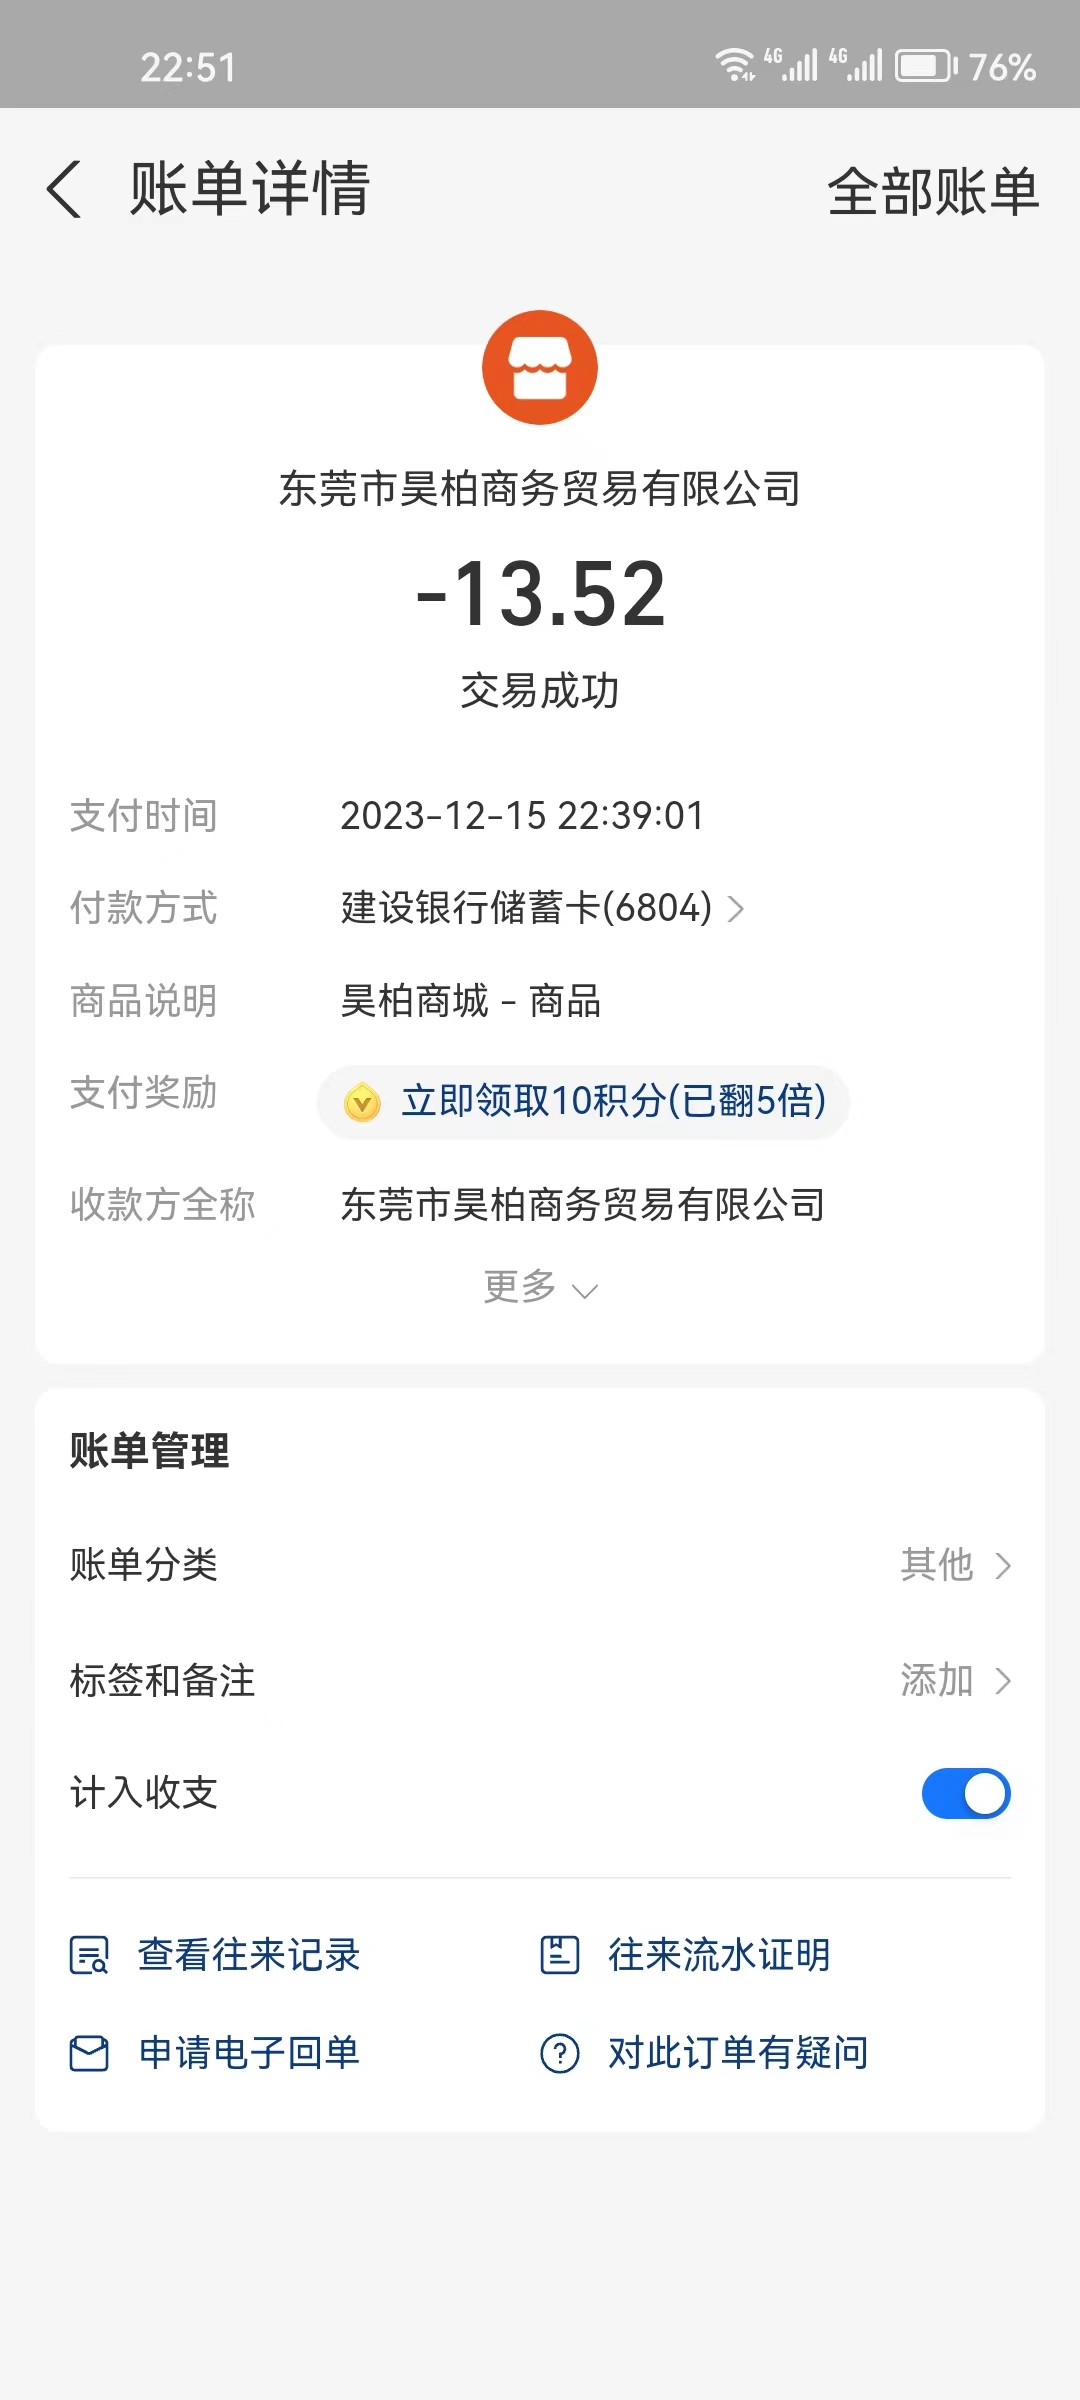 22:51 4G 4G 76%
账单详情 全部账单
东莞市昊柏商务贸易有限公司
-13.52
交易成功
支付时间 2023-12-15 22:39:01
付款方式 建设银行储蓄卡(6804)
商品说明 昊柏商城 - 商品
支付奖励 立即领取10积分(已翻5倍)
收款方全称 东莞市昊柏商务贸易有限公司
更多
账单管理
账单分类 其他
标签和备注 添加
计入收支
查看往来记录 往来流水证明
申请电子回单 对此订单有疑问